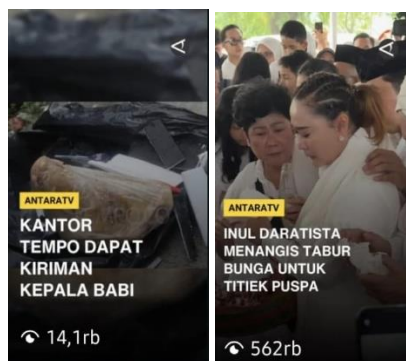 ANTARATV
KANTOR
TEMPO DAPAT
KIRIMAN
KEPALA BABI
14,1rb
ANTARATV
INUL DARATISTA
MENANGIS TABUR
BUNGA UNTUK
TITIEK PUSPA
562rb